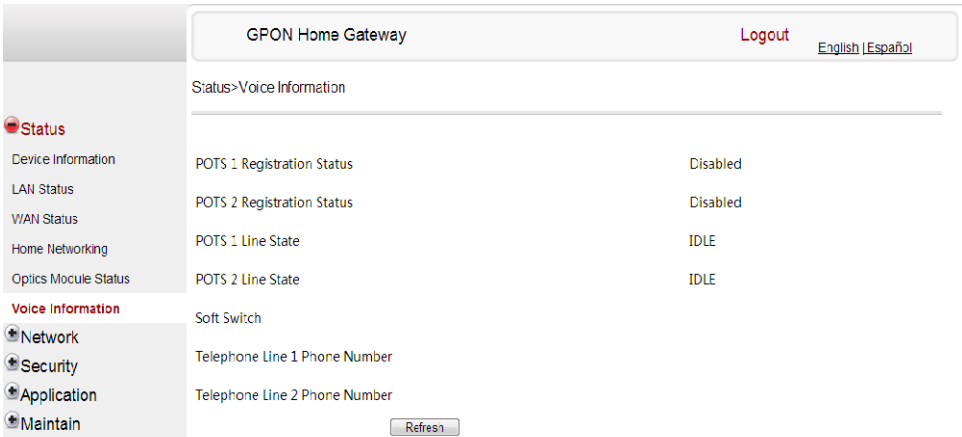 GPON Home Gateway
Logout
English | Español
Status>Voice Information
Status
Device Information
LAN Status
WAN Status
Home Networking
Optics Module Status
Voice Information
Network
Security
Application
Maintain
POTS 1 Registration Status Disabled
POTS 2 Registration Status Disabled
POTS 1 Line State IDLE
POTS 2 Line State IDLE
Soft Switch
Telephone Line 1 Phone Number
Telephone Line 2 Phone Number
Refresh